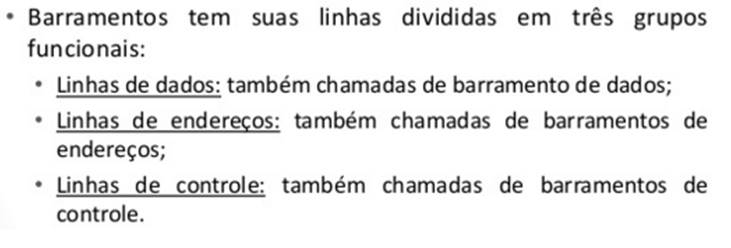 • Barramentos tem suas linhas divididas em três grupos
funcionais:
• Linhas de dados: também chamadas de barramento de dados;
• Linhas de endereços: também chamadas de barramentos de
endereços;
• Linhas de controle: também chamadas de barramentos de
controle.